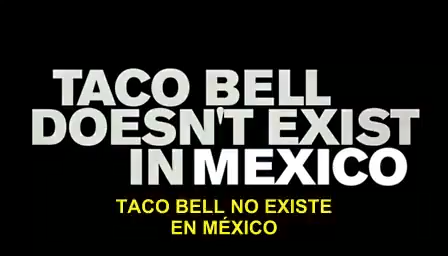 TACO BELL
DOESN'T EXIST
IN MEXICO
TACO BELL NO EXISTE
EN MÉXICO